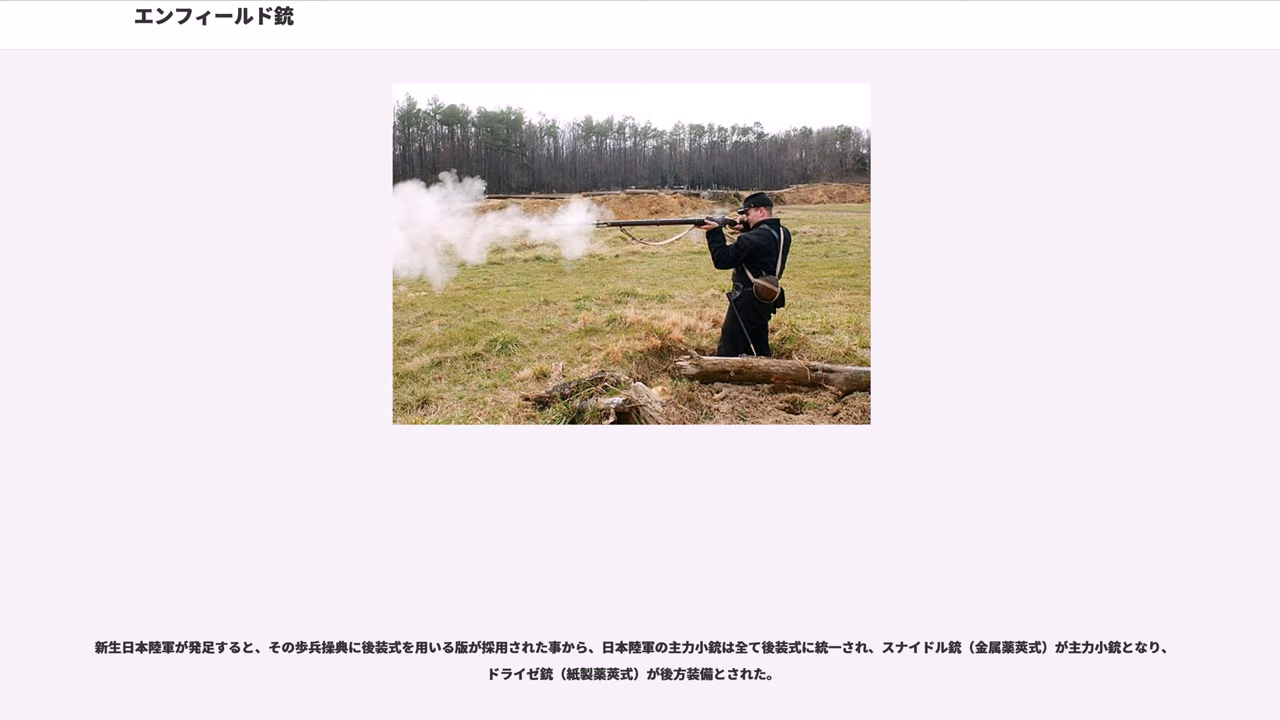 エンフィールド銃
新生日本陸軍が発足すると、その歩兵操典に後装式を用いる版が採用された事から、日本陸軍の主力小銃は全て後装式に統一され、スナイドル銃（金属薬莢式）が主力小銃となり、
ドライゼ銃（紙製薬莢式）が後方装備とされた。